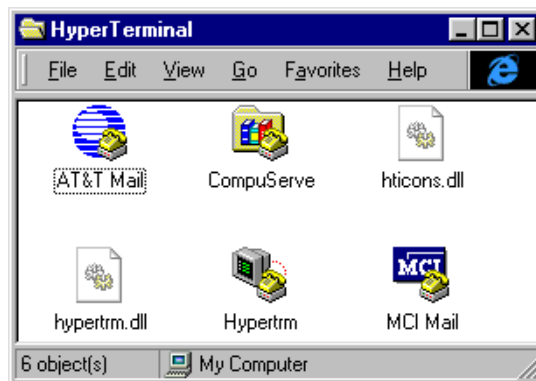 HyperTerminal
File Edit View Go Favorites Help
AT&T Mail CompuServe hticons.dll
MCI
hypertrm.dll Hypertrm MCI Mail
6 object(s) My Computer